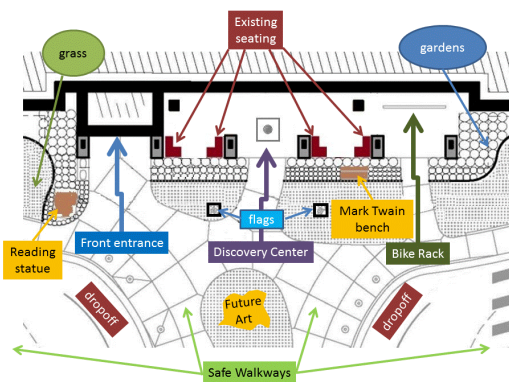 Existing
seating
grass
gardens
flags
Mark Twain
bench
Reading
statue
Front entrance
Discovery Center
Bike Rack
dropoff
Future
Art
dropoff
Safe Walkways